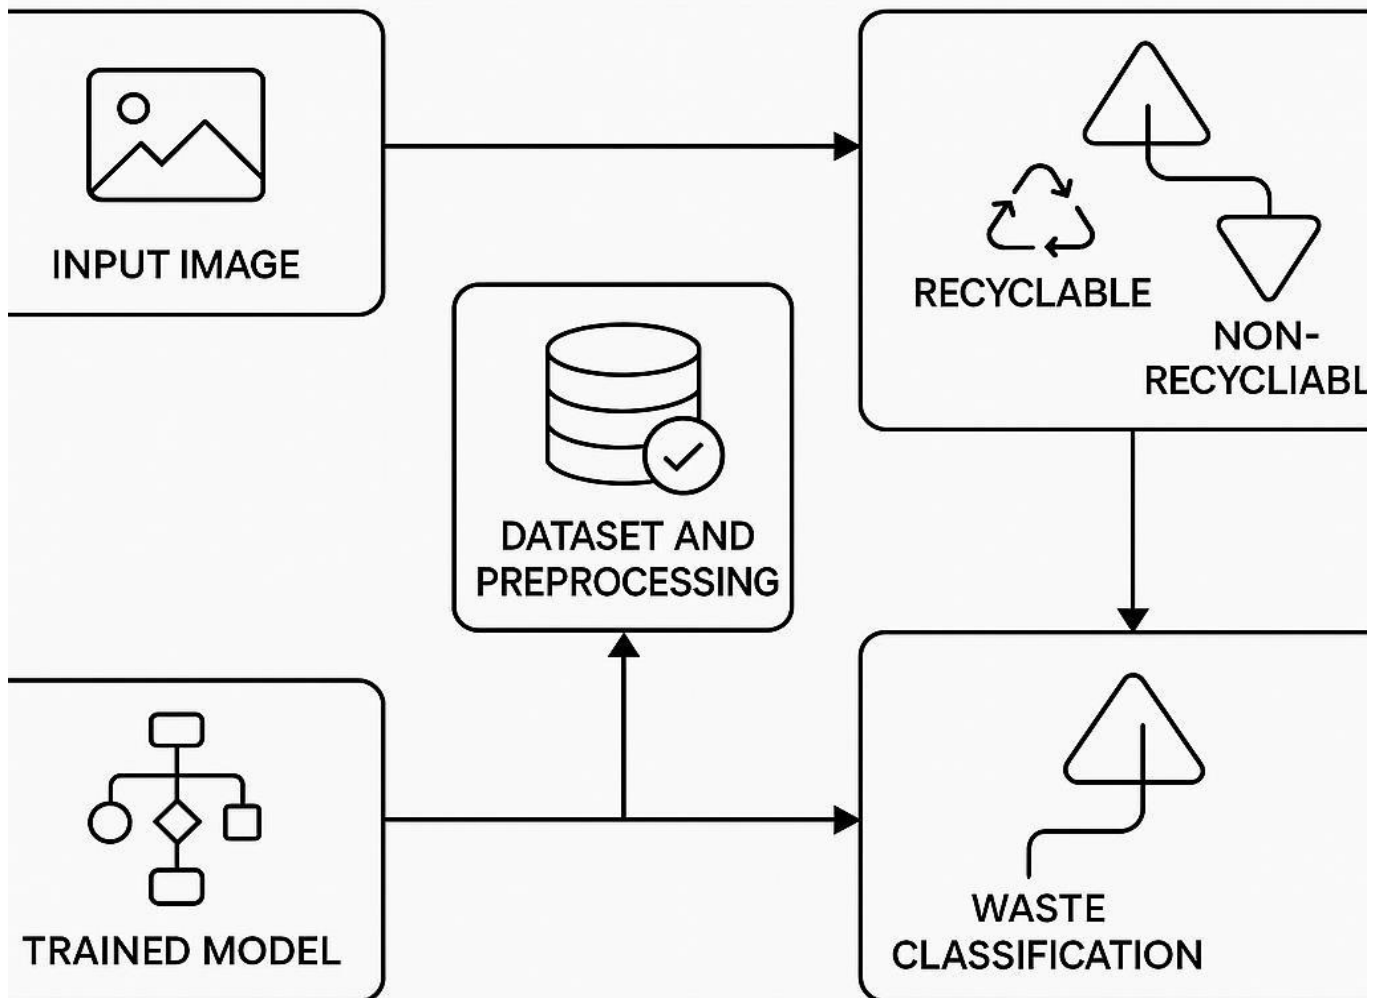 INPUT IMAGE
RECYCLABLE
NON-
RECYCLIABL
DATASET AND
PREPROCESSING
TRAINED MODEL
WASTE
CLASSIFICATION